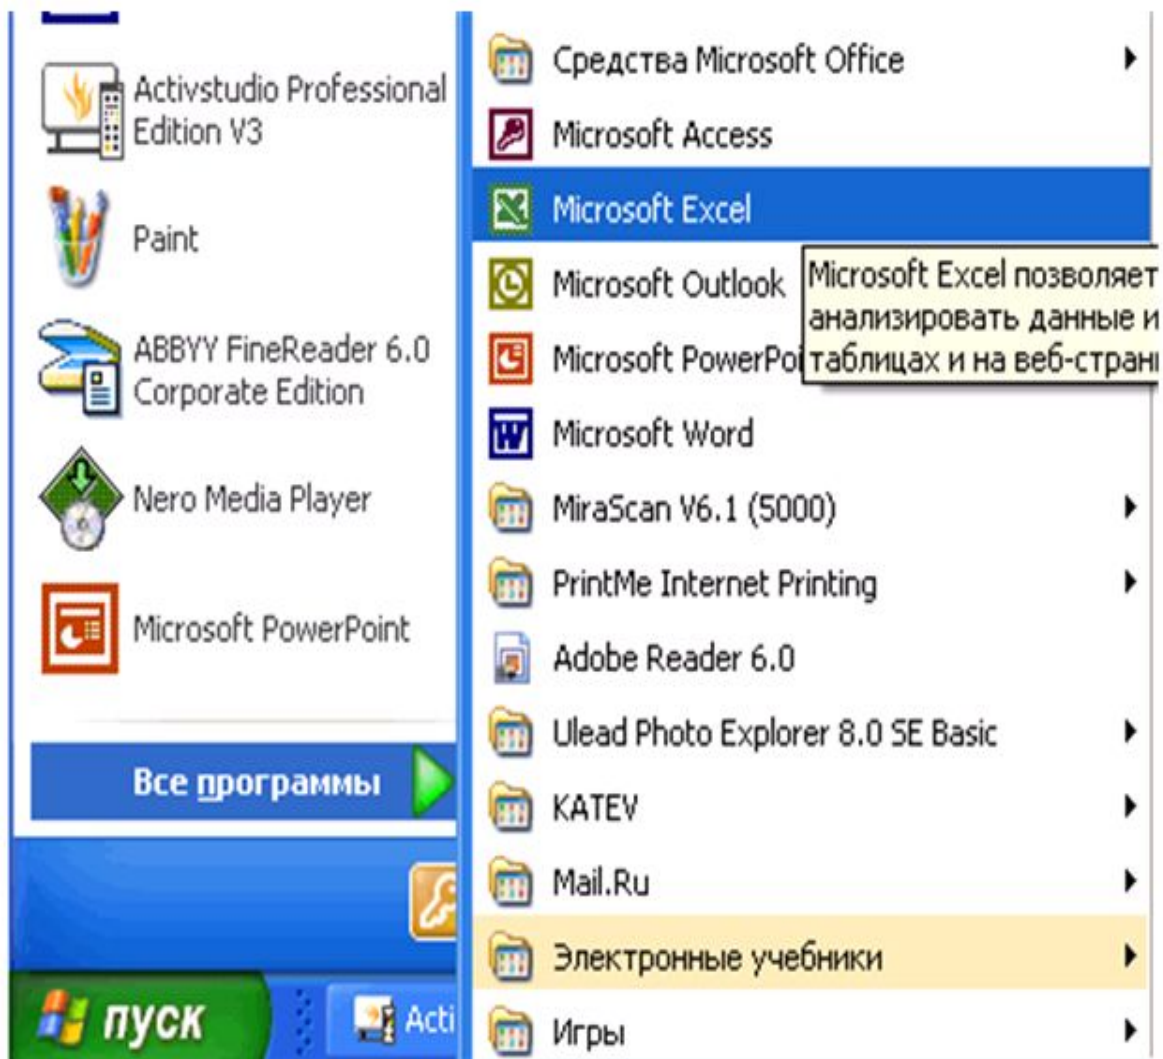 Activstudio Professional
Edition V3
Paint
ABBYY FineReader 6.0
Corporate Edition
Nero Media Player
Microsoft PowerPoint
Все программы
пуск
Acti
Средства Microsoft Office
Microsoft Access
Microsoft Excel
Microsoft Outlook
Microsoft PowerPoi
Microsoft Word
MiraScan V6.1 (5000)
PrintMe Internet Printing
Adobe Reader 6.0
Ulead Photo Explorer 8.0 SE Basic
KATEV
Mail.Ru
Электронные учебники
Игры
Microsoft Excel позволяет
анализировать данные и
таблицах и на веб-стран